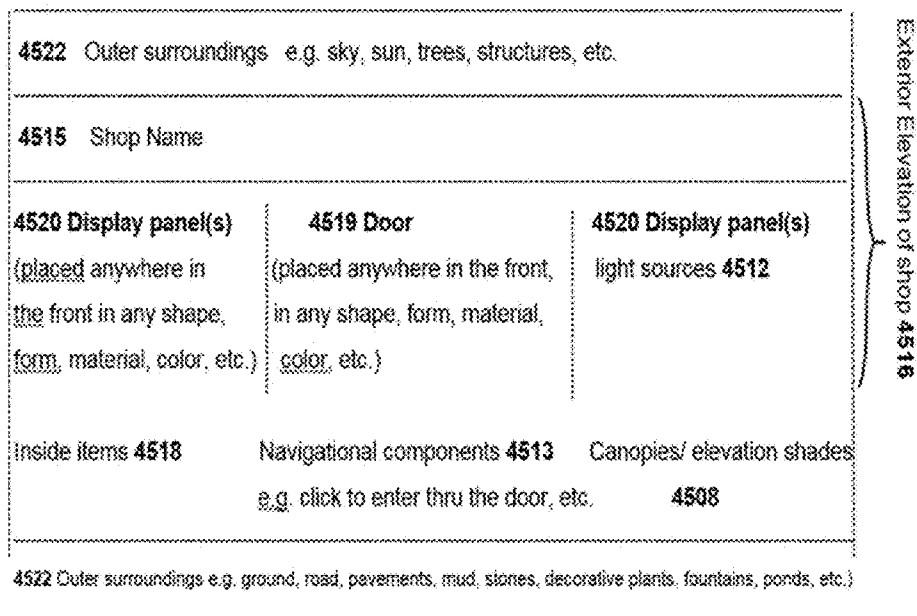 4522 Outer surroundings e.g. sky, sun, trees, structures, etc.
4515 Shop Name
4520 Display panel(s)
(placed anywhere in
the front in any shape,
form, material, color, etc.)
4519 Door
(placed anywhere in the front,
in any shape, form, material,
color, etc.)
4520 Display panel(s)
light sources 4512
Inside items 4518
Navigational components 4513
e.g. click to enter thru the door, etc.
Canopies/ elevation shades
4508
4522 Outer surroundings e.g. ground, road, pavements, mud, stones, decorative plants, fountains, ponds, etc.)
Exterior Elevation of shop 4516